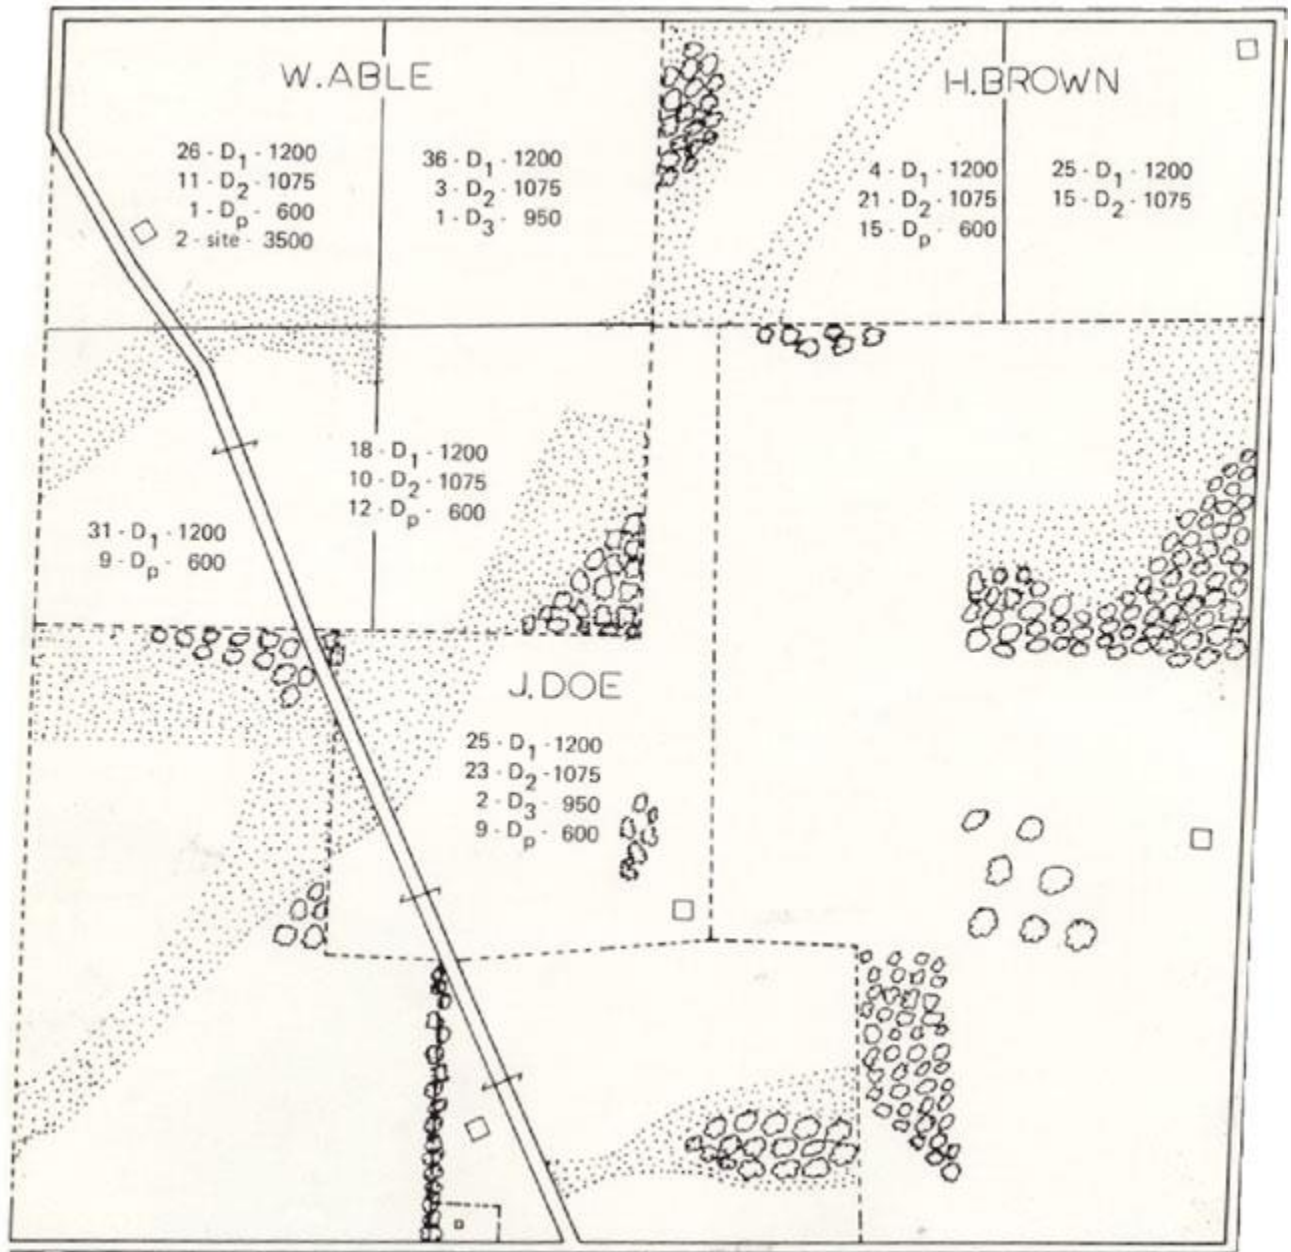 W.ABLE
26 - D1 - 1200
11 - D2 - 1075
1 - Dp - 600
2 - site - 3500
36 - D1 - 1200
3 - D2 - 1075
1 - D3 - 950
H.BROWN
4 - D1 - 1200
21 - D2 - 1075
15 - Dp - 600
25 - D1 - 1200
15 - D2 - 1075
18 - D1 - 1200
10 - D2 - 1075
12 - Dp - 600
31 - D1 - 1200
9 - Dp - 600
J.DOE
25 - D1 - 1200
23 - D2 - 1075
2 - D3 - 950
9 - Dp - 600